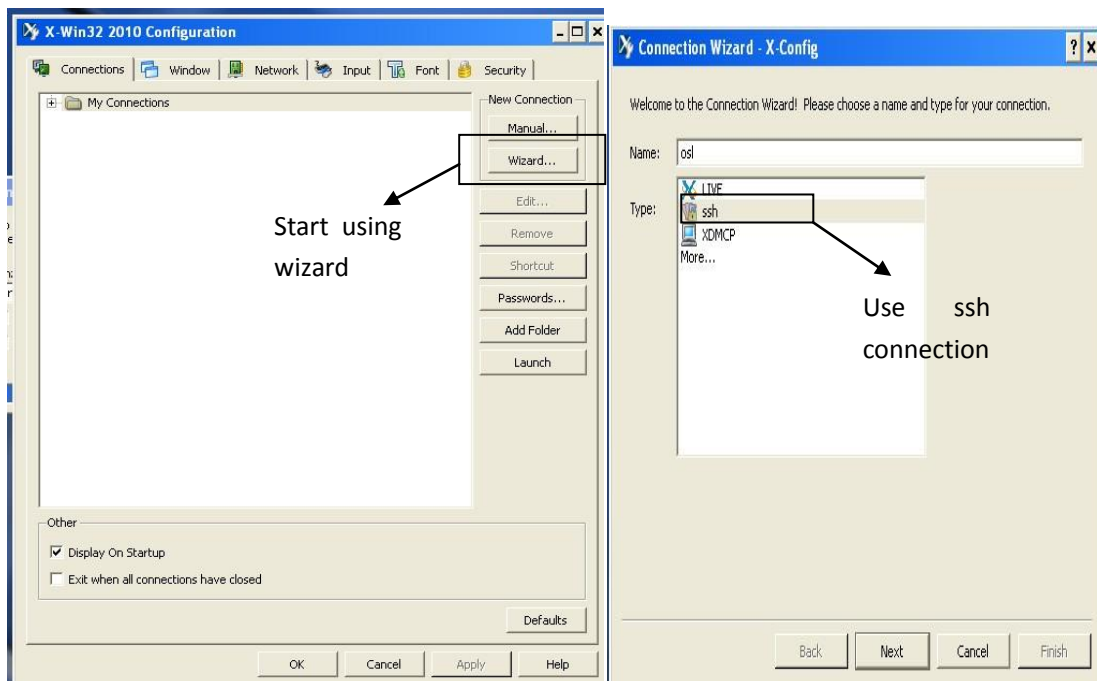 X-Win32 2010 Configuration
Connections Window Network Input Font Security
My Connections
New Connection
Manual...
Wizard...
Edit...
Remove
Shortcut
Passwords...
Add Folder
Launch
Start using
wizard
Other
Display On Startup
Exit when all connections have closed
Defaults
OK Cancel Apply Help
Connection Wizard - X-Config
Welcome to the Connection Wizard! Please choose a name and type for your connection.
Name: osl
Type:
LIVE
ssh
XDMCP
More...
Use ssh
connection
Back Next Cancel Finish